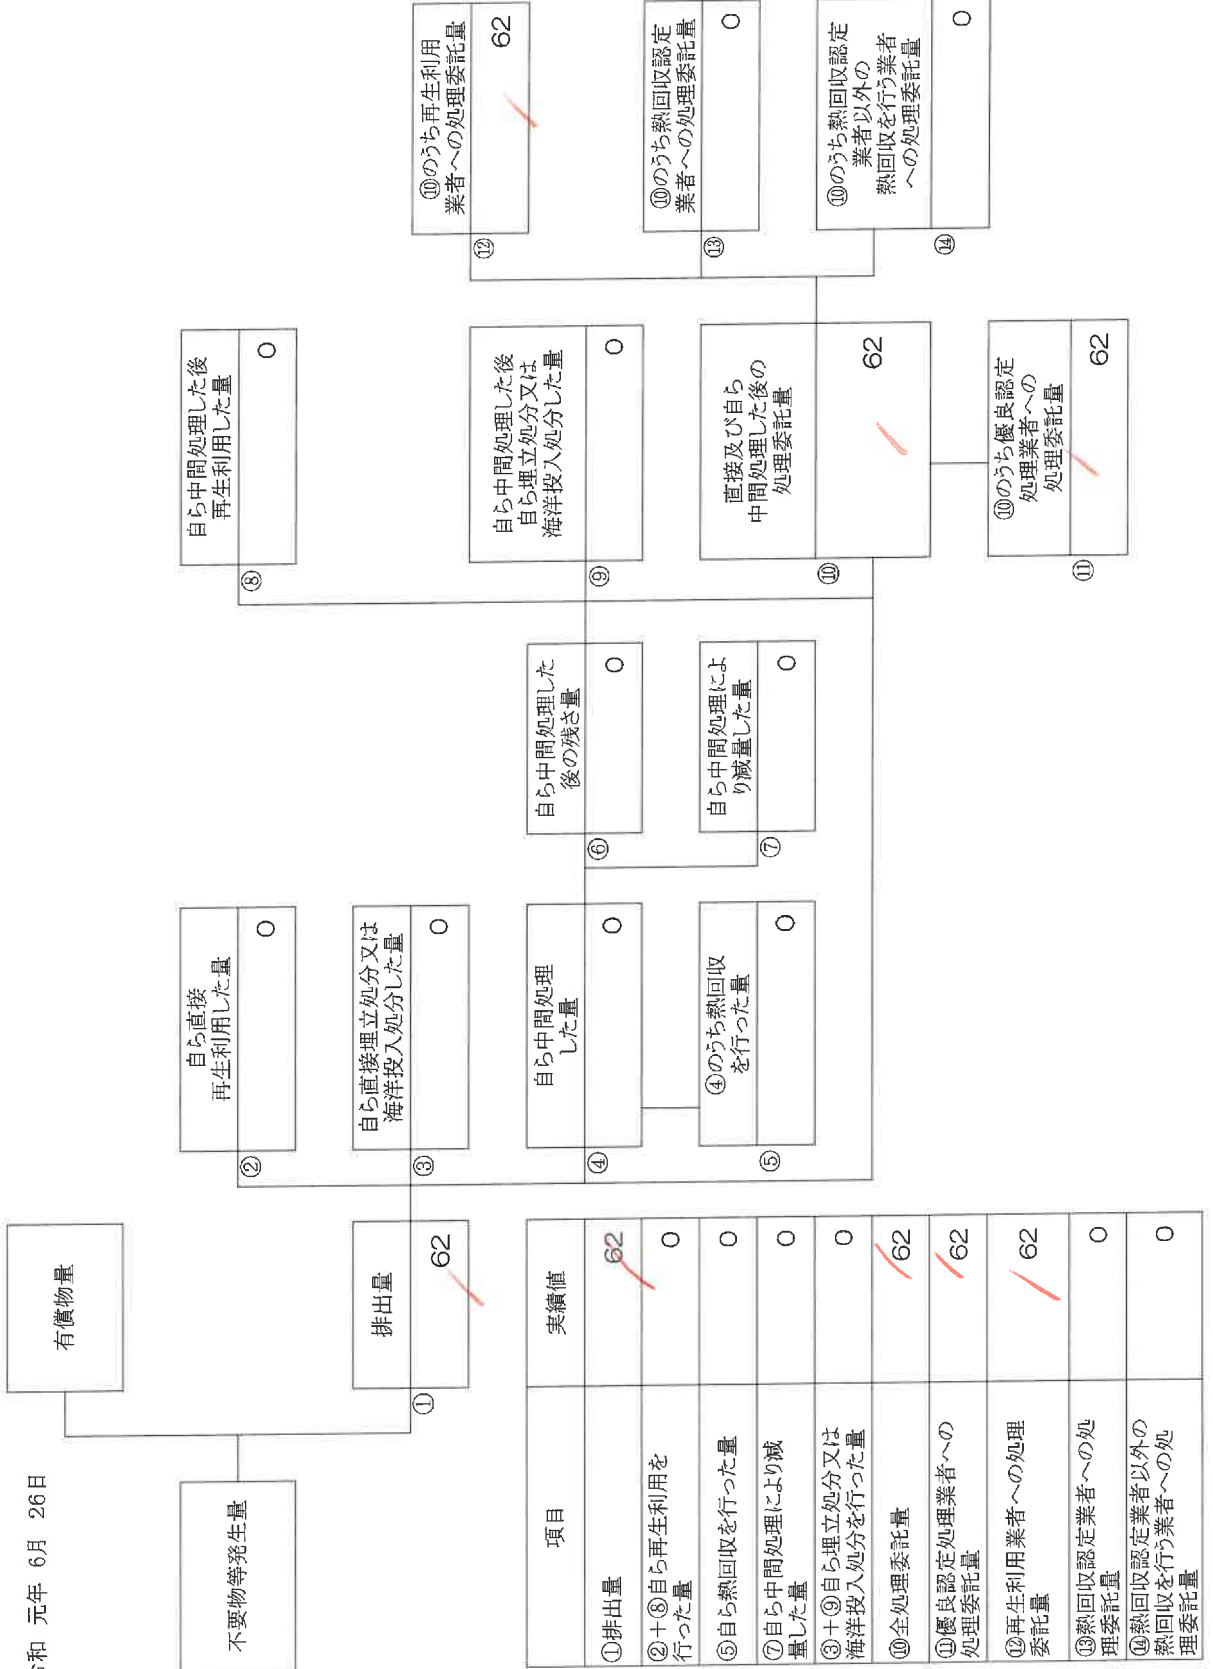 令和 元年 6月 26日
不要物等発生量
有償物量
①
排出量
62
②
自ら直接
再生利用した量
0
③
自ら直接埋立処分又は
海洋投入処分した量
0
④
自ら中間処理
した量
0
⑤
④のうち熱回収
を行った量
0
⑥
自ら中間処理した
後の残さ量
0
⑦
自ら中間処理によ
り減量した量
0
⑧
自ら中間処理した後
再生利用した量
0
⑨
自ら中間処理した後
自ら埋立処分又は
海洋投入処分した量
0
⑩
直接及び自ら
中間処理した後の
処理委託量
62
⑪
⑩のうち優良認定
処理業者への
処理委託量
62
⑫
⑩のうち再生利用
業者への処理委託量
62
⑬
⑩のうち熱回収認定
業者への処理委託量
0
⑭
⑩のうち熱回収認定
業者以外の
熱回収を行う業者
への処理委託量
0
項目 実績値
①排出量 62
②+⑧自ら再生利用を
行った量 0
⑤自ら熱回収を行った量 0
⑦自ら中間処理により減
量した量 0
③+⑨自ら埋立処分又は
海洋投入処分を行った量 0
⑩全処理委託量 62
⑪優良認定処理業者への
処理委託量 62
⑫再生利用業者への処理
委託量 62
⑬熱回収認定業者への処
理委託量 0
⑭熱回収認定業者以外の
熱回収を行う業者への処
理委託量 0